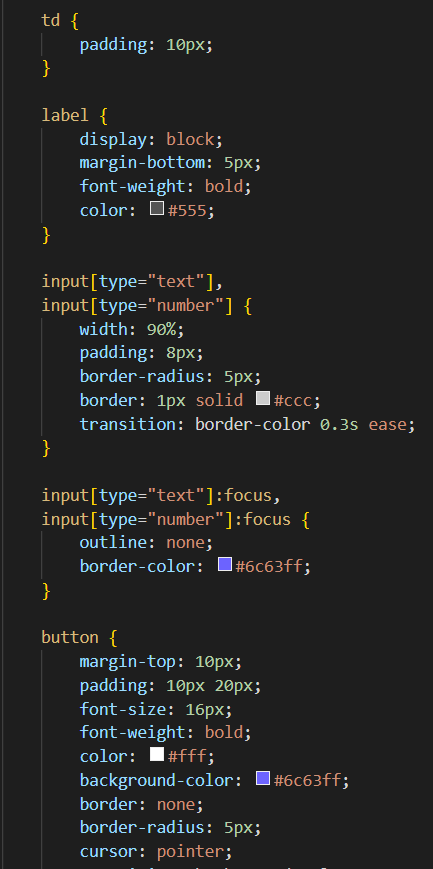 td {
    padding: 10px;
}

label {
    display: block;
    margin-bottom: 5px;
    font-weight: bold;
    color: #555;
}

input[type="text"],
input[type="number"] {
    width: 90%;
    padding: 8px;
    border-radius: 5px;
    border: 1px solid #ccc;
    transition: border-color 0.3s ease;
}

input[type="text"]:focus,
input[type="number"]:focus {
    outline: none;
    border-color: #6c63ff;
}

button {
    margin-top: 10px;
    padding: 10px 20px;
    font-size: 16px;
    font-weight: bold;
    color: #fff;
    background-color: #6c63ff;
    border: none;
    border-radius: 5px;
    cursor: pointer;